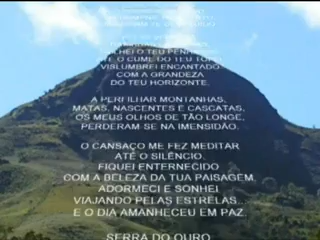 OLHEI O TEU PENHASCO
ATÉ O CUME DO TEU TOPO,
VISLUMBREI ENCANTADO
COM A GRANDEZA
DO TEU HORIZONTE.
A PERFILHAR MONTANHAS,
MATAS, NASCENTES E CASCATAS,
OS MEUS OLHOS DE TÃO LONGE,
PERDERAM SE NA IMENSIDÃO.
O CANSAÇO ME FEZ MEDITAR
ATÉ O SILÊNCIO.
FIQUEI ENTERNECIDO
COM A BELEZA DA TUA PAISAGEM,
ADORMECI E SONHEI
VIAJANDO PELAS ESTRELAS...
E O DIA AMANHECEU EM PAZ.
SERRA DO OURO